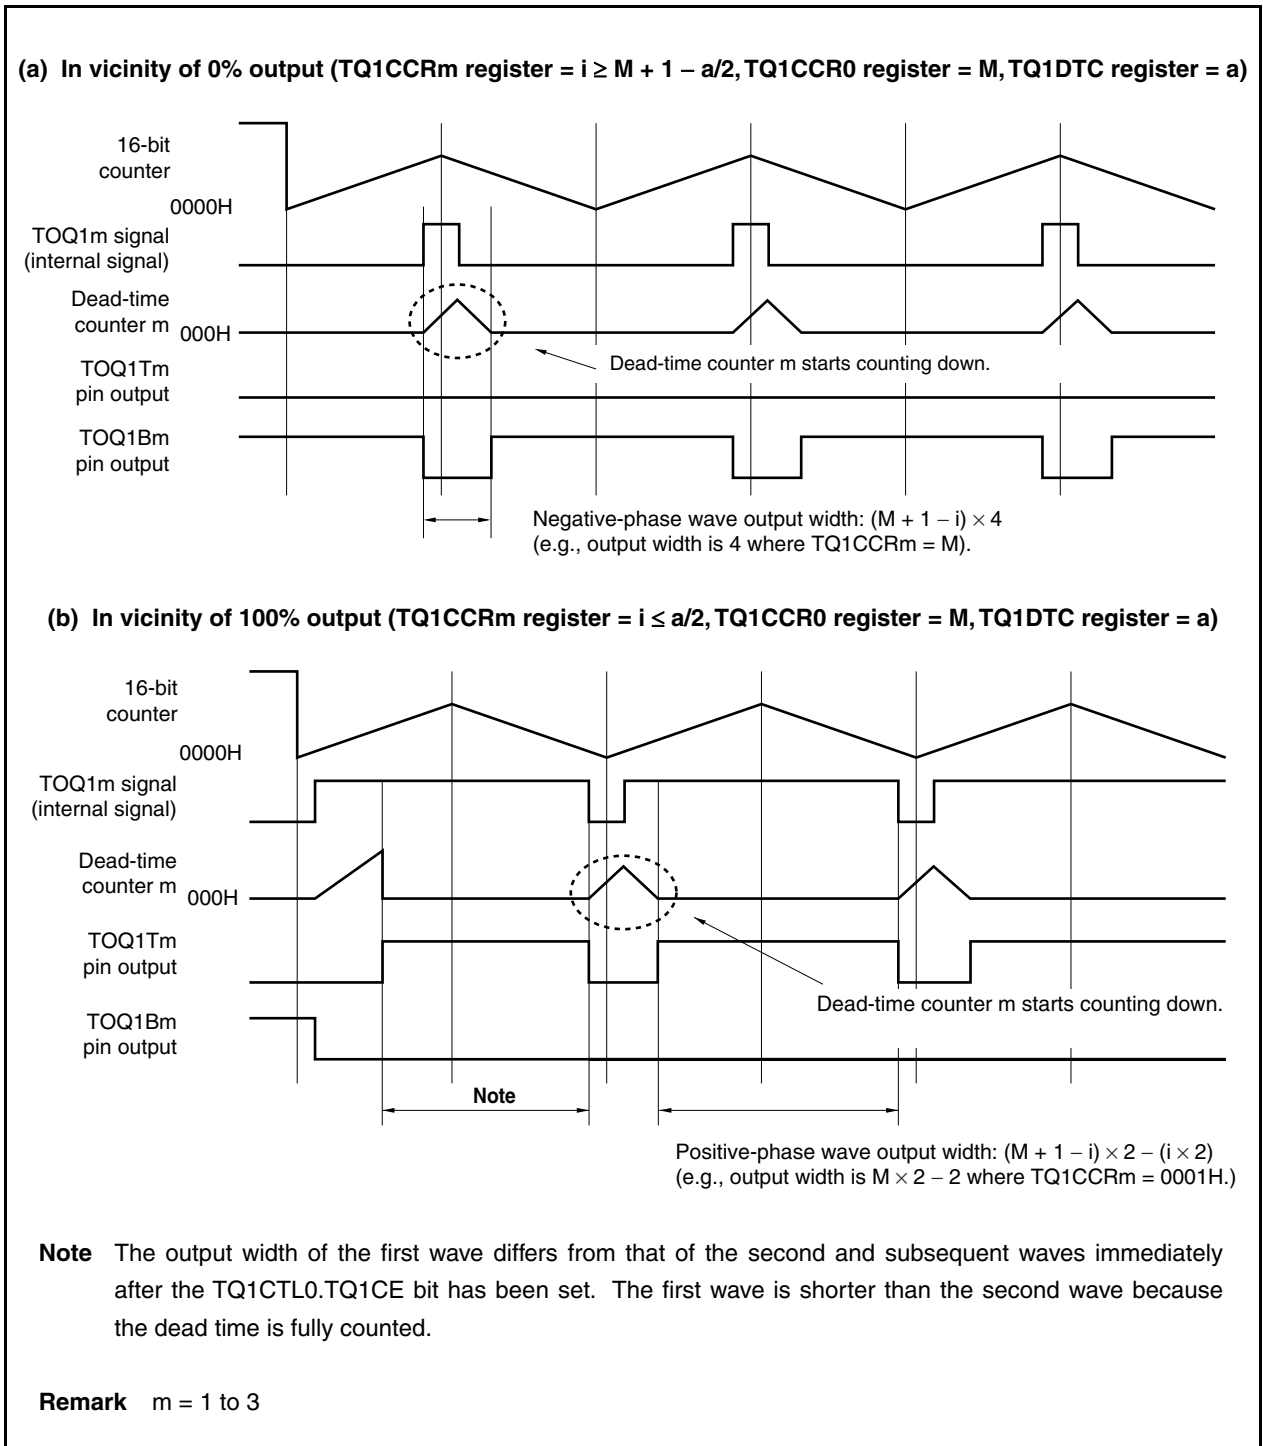 (a) In vicinity of 0% output (TQ1CCRm register = i ≥ M + 1 – a/2, TQ1CCR0 register = M, TQ1DTC register = a)
16-bit
counter
0000H
TOQ1m signal
(internal signal)
Dead-time
counter m
000H
Dead-time counter m starts counting down.
TOQ1Tm
pin output
TOQ1Bm
pin output
Negative-phase wave output width: (M + 1 – i) × 4
(e.g., output width is 4 where TQ1CCRm = M).
(b) In vicinity of 100% output (TQ1CCRm register = i ≤ a/2, TQ1CCR0 register = M, TQ1DTC register = a)
16-bit
counter
0000H
TOQ1m signal
(internal signal)
Dead-time
counter m
000H
TOQ1Tm
pin output
Dead-time counter m starts counting down.
TOQ1Bm
pin output
Note
Positive-phase wave output width: (M + 1 – i) × 2 – (i × 2)
(e.g., output width is M × 2 – 2 where TQ1CCRm = 0001H.)
Note The output width of the first wave differs from that of the second and subsequent waves immediately
after the TQ1CTL0.TQ1CE bit has been set. The first wave is shorter than the second wave because
the dead time is fully counted.
Remark m = 1 to 3